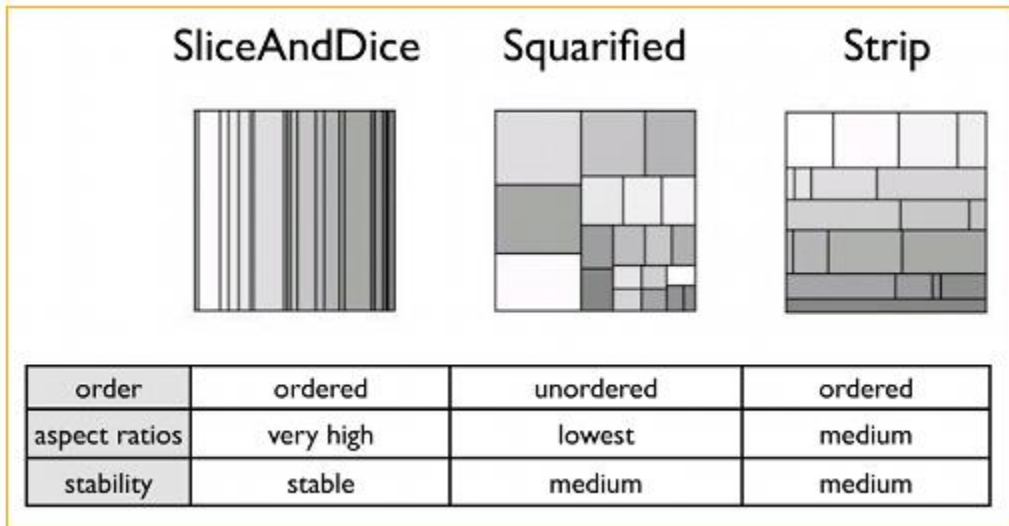 SliceAndDice Squarified Strip
order ordered unordered ordered
aspect ratios very high lowest medium
stability stable medium medium